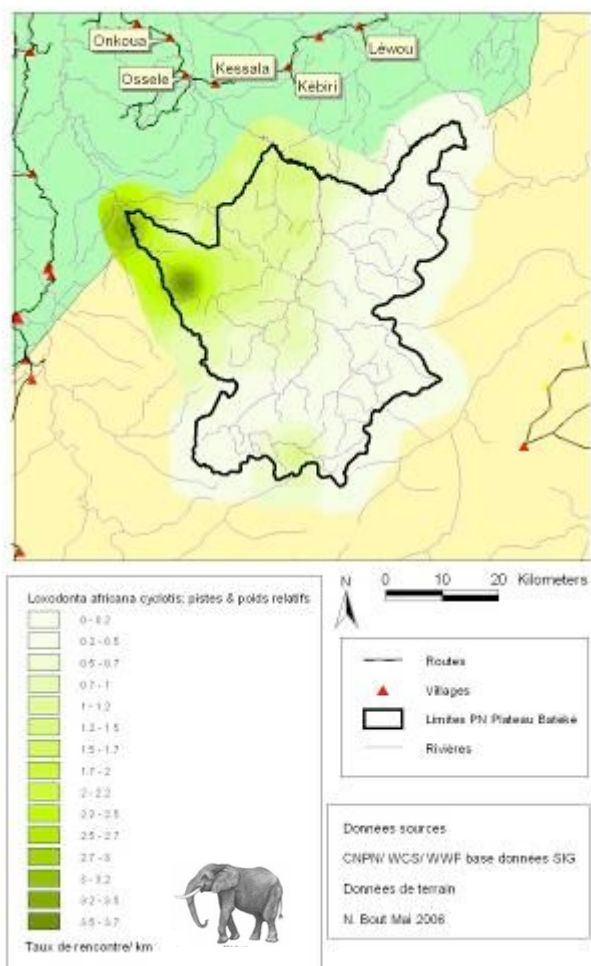 Onkoua
Léwou
Kessala
Ossele
Kébiri
N
0 10 20 Kilometers
Loxodonta africana cyclotis: pistes & poids relatifs
0 - 0.2
0.2 - 0.5
0.5 - 0.7
0.7 - 1
1 - 1.2
1.2 - 1.5
1.5 - 1.7
1.7 - 2
2 - 2.2
2.2 - 2.5
2.5 - 2.7
2.7 - 3
3 - 3.2
3.2 - 3.5
3.5 - 3.7
Taux de rencontre/ km
Routes
Villages
Limites PN Plateau Batéké
Rivières
Données sources
CNPN/ WCS/ WWF base données SIG
Données de terrain
N. Bout Mai 2006